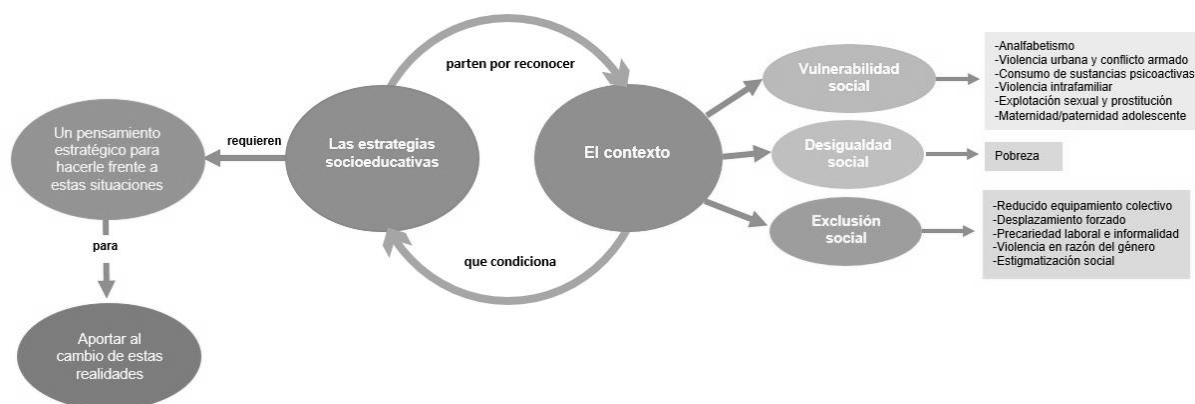 Un pensamiento
estratégico para
hacerle frente a
estas situaciones
requieren
para
Aportar al
cambio de estas
realidades
Las estrategias
socioeducativas
parten por reconocer
que condiciona
El contexto
Vulnerabilidad
social
-Analfabetismo
-Violencia urbana y conflicto armado
-Consumo de sustancias psicoactivas
-Violencia intrafamiliar
-Explotación sexual y prostitución
-Maternidad/paternidad adolescente
Desigualdad
social
Pobreza
Exclusión
social
-Reducido equipamiento colectivo
-Desplazamiento forzado
-Precariedad laboral e informalidad
-Violencia en razón del género
-Estigmatización social